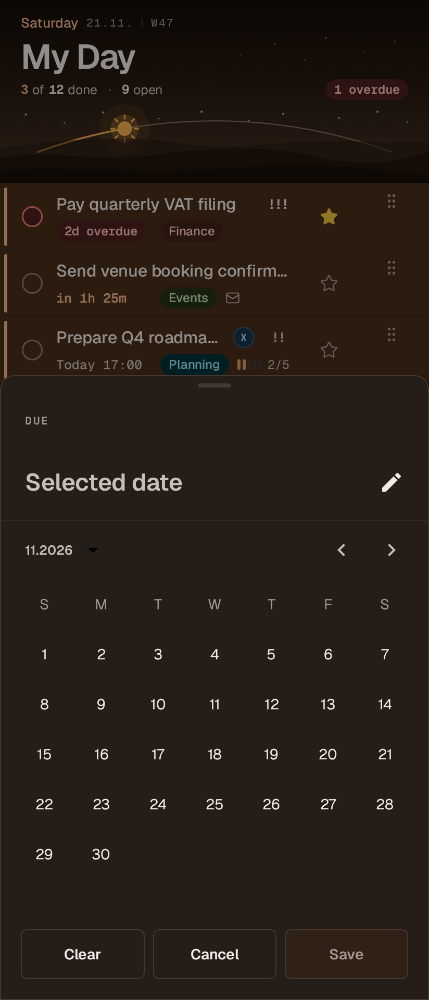 Saturday 21.11. | W47
My Day
3 of 12 done · 9 open
1 overdue
Pay quarterly VAT filing !!!
2d overdue Finance
Send venue booking confirm…
in 1h 25m Events
Prepare Q4 roadma… X !!
Today 17:00 Planning 2/5
DUE
Selected date
11.2026
S M T W T F S
1 2 3 4 5 6 7
8 9 10 11 12 13 14
15 16 17 18 19 20 21
22 23 24 25 26 27 28
29 30
Clear Cancel Save